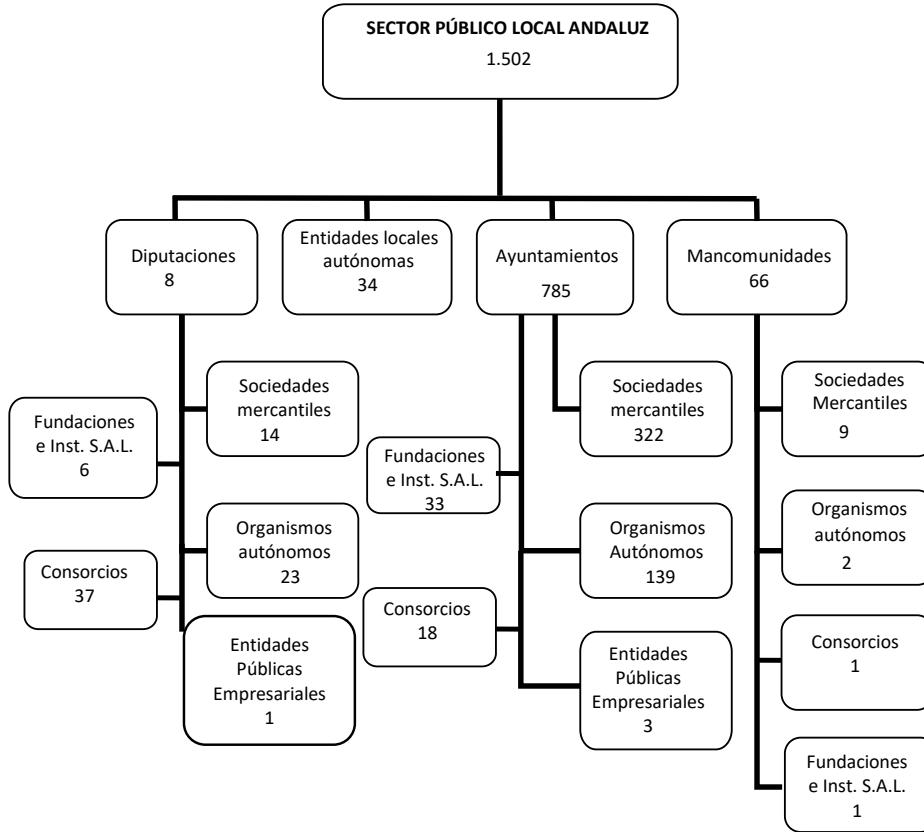 SECTOR PÚBLICO LOCAL ANDALUZ
1.502
Diputaciones
8
Entidades locales
autónomas
34
Ayuntamientos
785
Mancomunidades
66
Sociedades
mercantiles
14
Fundaciones
e Inst. S.A.L.
6
Organismos
autónomos
23
Consorcios
37
Entidades
Públicas
Empresariales
1
Sociedades
mercantiles
322
Fundaciones
e Inst. S.A.L.
33
Organismos
Autónomos
139
Consorcios
18
Entidades
Públicas
Empresariales
3
Sociedades
Mercantiles
9
Organismos
autónomos
2
Consorcios
1
Fundaciones
e Inst. S.A.L.
1